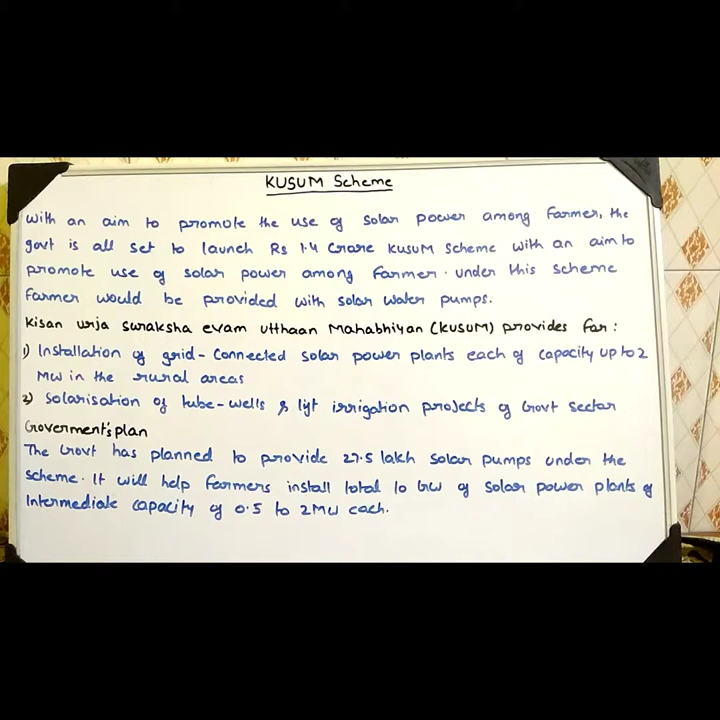 KUSUM Scheme
With an aim to promote the use of solar power among Farmer, the
govt is all set to launch Rs 1.4 Crore KUSUM Scheme with an aim to
promote use of solar power among Farmer. under this scheme
Farmer would be provided with solar water pumps.
Kisan urja suraksha evam utthaan Mahabhiyan (KUSUM) provides for:
1) Installation of grid-connected solar power plants each of capacity up to 2
MW in the rural areas
2) Solarisation of tube-wells & lift irrigation projects of Govt sector
Goverment's plan
The Govt has planned to provide 27.5 lakh solar pumps under the
scheme. It will help farmers install total 10 GW of solar power plants of
Intermediate capacity of 0.5 to 2MW each.